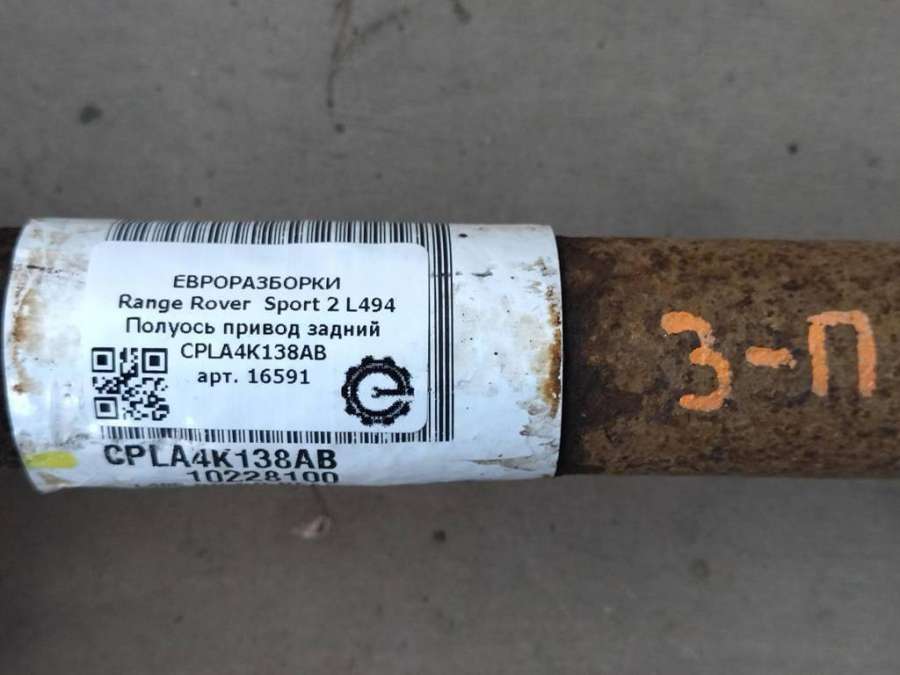 ЕВРОРАЗБОРКИ
Range Rover Sport 2 L494
Полуось привод задний
CPLA4K138AB
арт. 16591
CPLA4K138AB
10228100
З-П